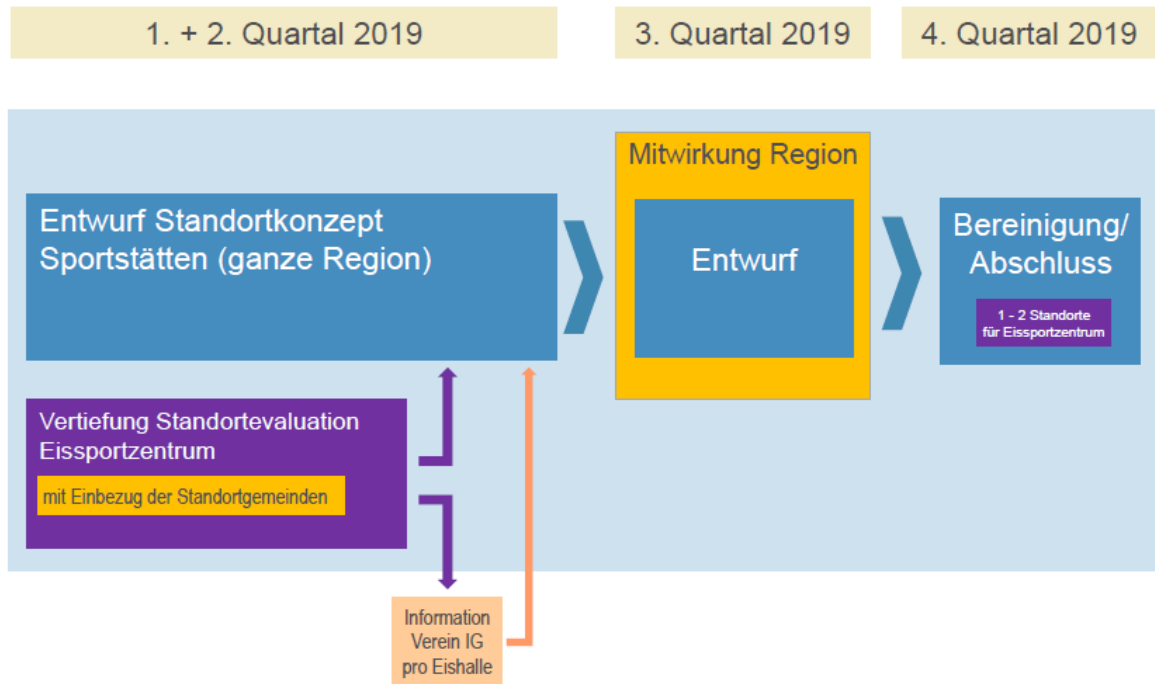 1. + 2. Quartal 2019
3. Quartal 2019
4. Quartal 2019
Entwurf Standortkonzept
Sportstätten (ganze Region)
Mitwirkung Region
Entwurf
Bereinigung/
Abschluss
1 - 2 Standorte
für Eissportzentrum
Vertiefung Standortevaluation
Eissportzentrum
mit Einbezug der Standortgemeinden
Information
Verein IG
pro Eishalle